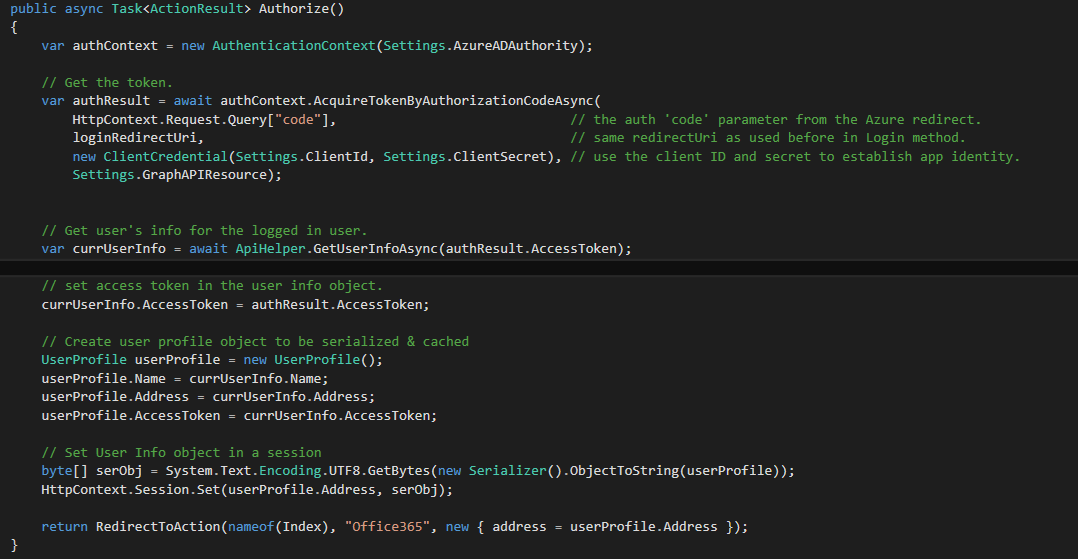 public async Task<ActionResult> Authorize()
{
    var authContext = new AuthenticationContext(Settings.AzureADAuthority);

    // Get the token.
    var authResult = await authContext.AcquireTokenByAuthorizationCodeAsync(
        HttpContext.Request.Query["code"],                              // the auth 'code' parameter from the Azure redirect.
        loginRedirectUri,                                               // same redirectUri as used before in Login method.
        new ClientCredential(Settings.ClientId, Settings.ClientSecret), // use the client ID and secret to establish app identity.
        Settings.GraphAPIResource);

    // Get user's info for the logged in user.
    var currUserInfo = await ApiHelper.GetUserInfoAsync(authResult.AccessToken);

    // set access token in the user info object.
    currUserInfo.AccessToken = authResult.AccessToken;

    // Create user profile object to be serialized & cached
    UserProfile userProfile = new UserProfile();
    userProfile.Name = currUserInfo.Name;
    userProfile.Address = currUserInfo.Address;
    userProfile.AccessToken = currUserInfo.AccessToken;

    // Set User Info object in a session
    byte[] serObj = System.Text.Encoding.UTF8.GetBytes(new Serializer().ObjectToString(userProfile));
    HttpContext.Session.Set(userProfile.Address, serObj);

    return RedirectToAction(nameof(Index), "Office365", new { address = userProfile.Address });
}